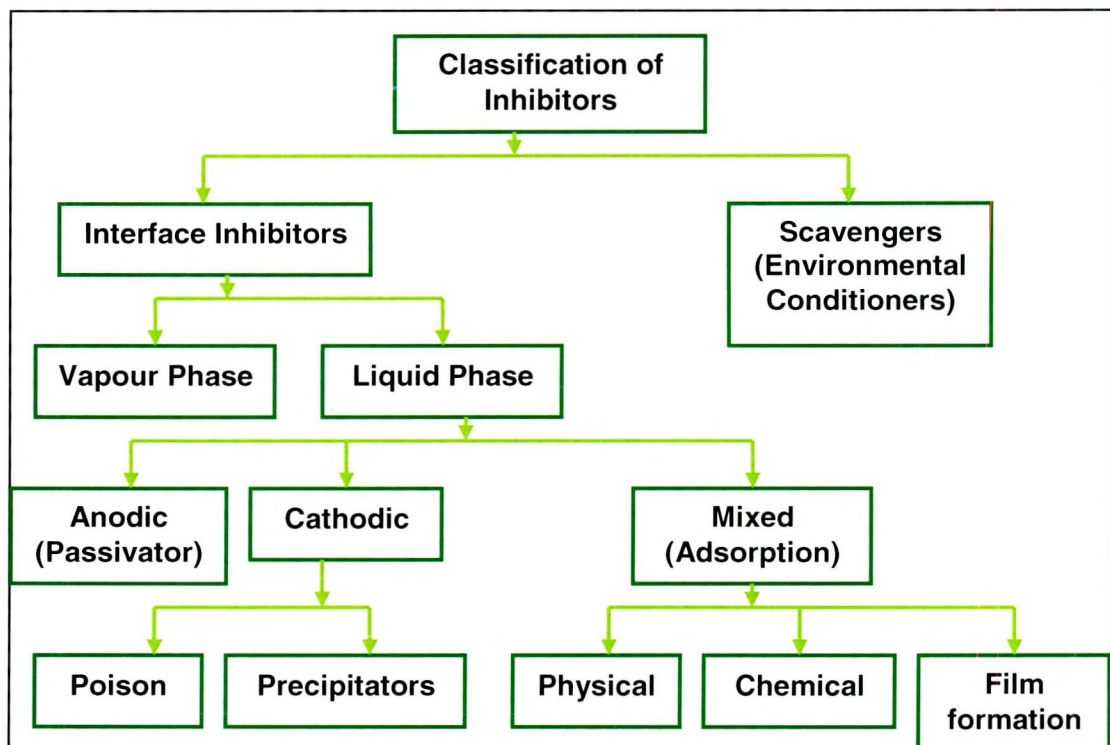 Classification of
Inhibitors
Interface Inhibitors
Scavengers
(Environmental
Conditioners)
Vapour Phase
Liquid Phase
Anodic
(Passivator)
Cathodic
Mixed
(Adsorption)
Poison
Precipitators
Physical
Chemical
Film
formation